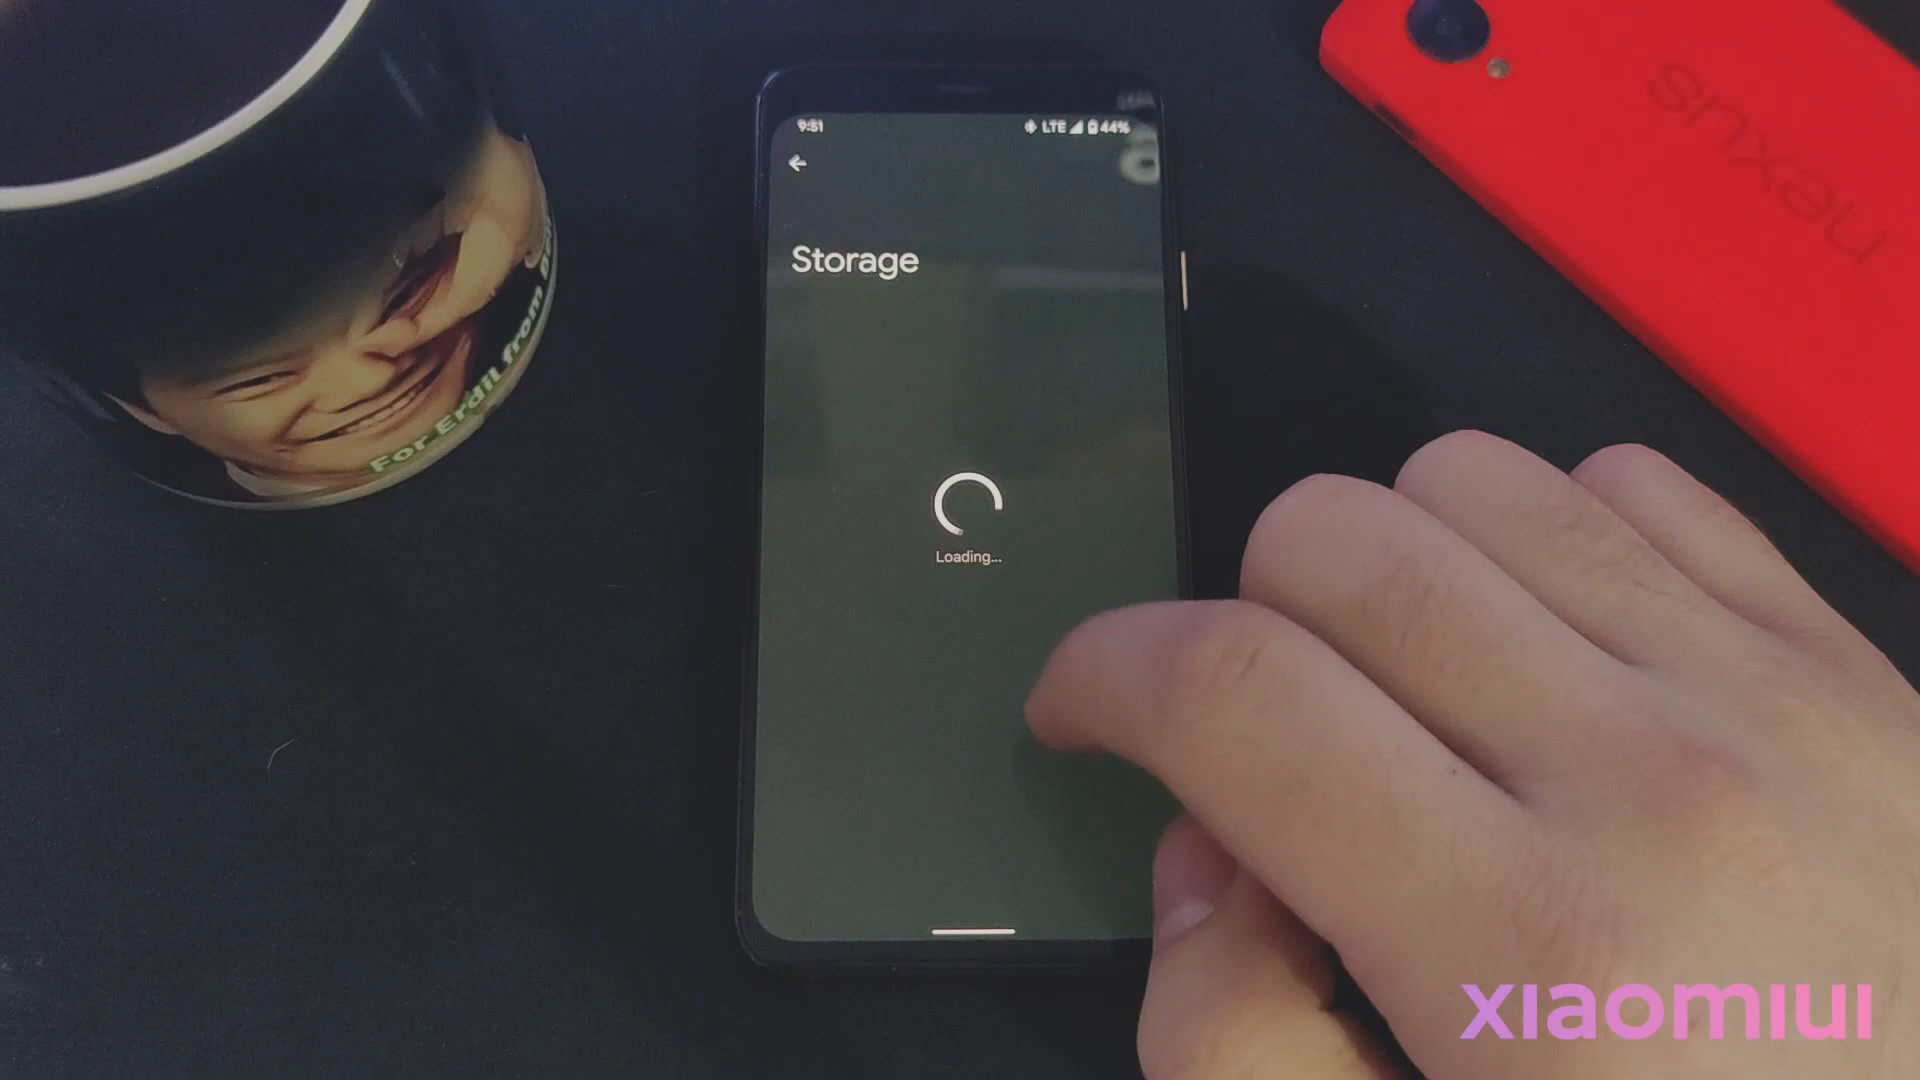 9:51
LTE 44%
Storage
Loading...
For Erdil from
nexus
xiaomiui